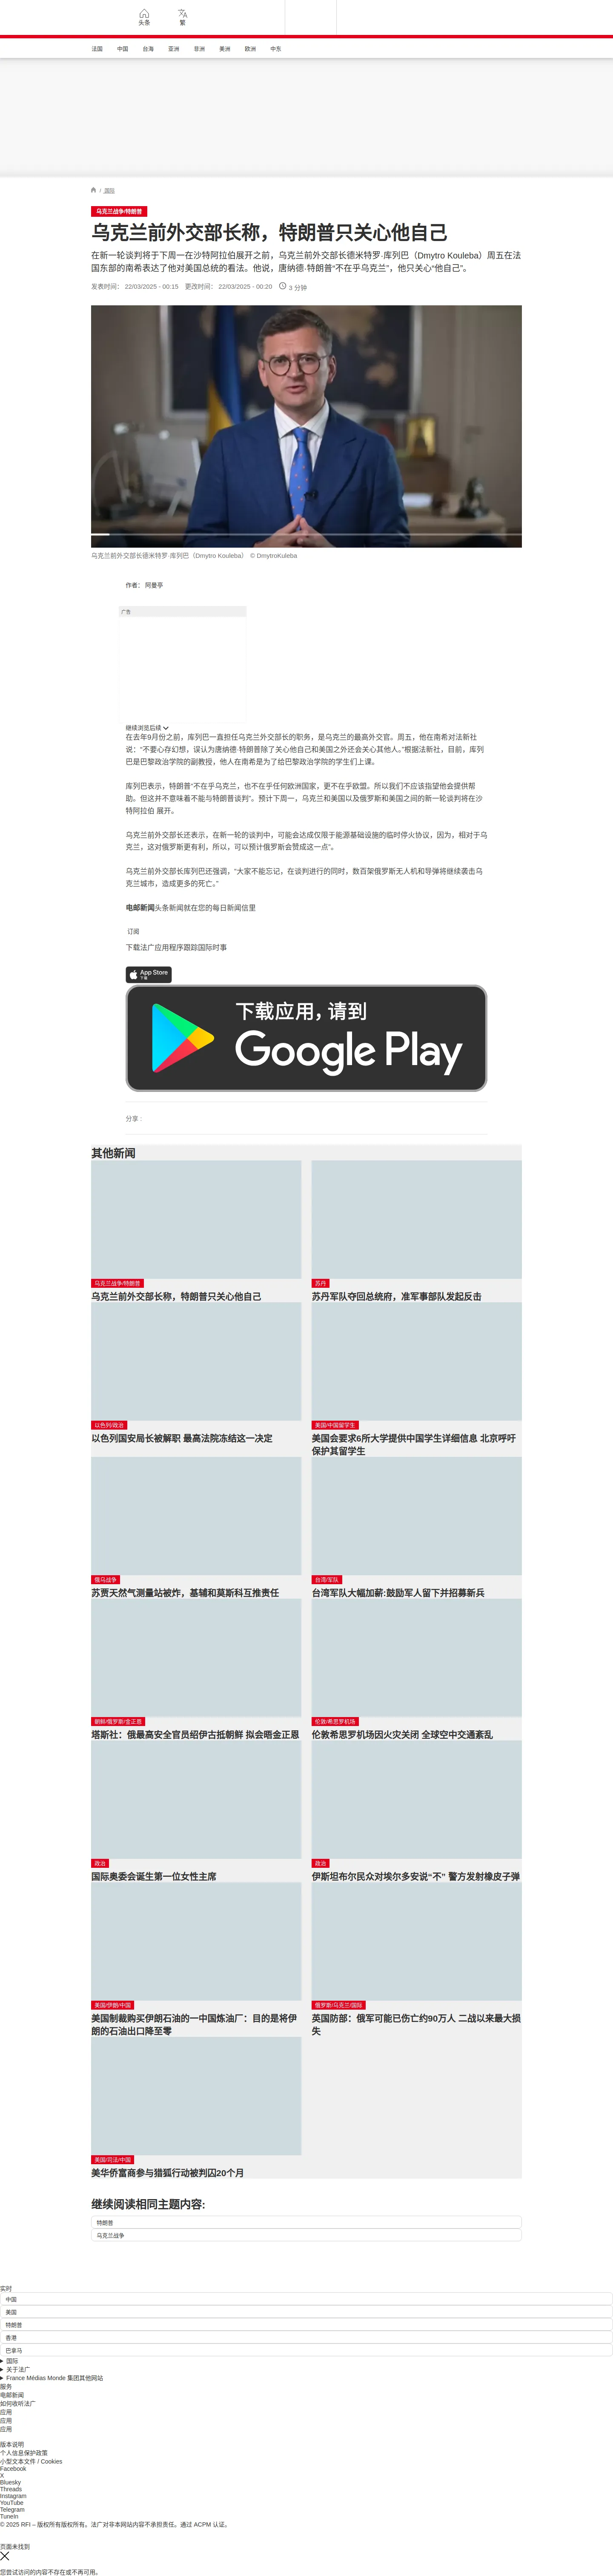 头条
繁
法国 中国 台海 亚洲 非洲 美洲 欧洲 中东
/ 国际
乌克兰战争/特朗普
乌克兰前外交部长称，特朗普只关心他自己
在新一轮谈判将于下周一在沙特阿拉伯展开之前，乌克兰前外交部长德米特罗·库列巴（Dmytro Kouleba）周五在法
国东部的南希表达了他对美国总统的看法。他说，唐纳德·特朗普“不在乎乌克兰”，他只关心“他自己”。
发表时间： 22/03/2025 - 00:15 更改时间： 22/03/2025 - 00:20 3 分钟
乌克兰前外交部长德米特罗·库列巴（Dmytro Kouleba） © DmytroKuleba
作者： 阿曼亭
广告
继续浏览后续
在去年9月份之前，库列巴一直担任乌克兰外交部长的职务，是乌克兰的最高外交官。周五，他在南希对法新社
说：“不要心存幻想，误认为唐纳德·特朗普除了关心他自己和美国之外还会关心其他人。”根据法新社，目前，库列
巴是巴黎政治学院的副教授，他人在南希是为了给巴黎政治学院的学生们上课。
库列巴表示，特朗普“不在乎乌克兰，也不在乎任何欧洲国家，更不在乎欧盟。所以我们不应该指望他会提供帮
助。但这并不意味着不能与特朗普谈判”。预计下周一，乌克兰和美国以及俄罗斯和美国之间的新一轮谈判将在沙
特阿拉伯 展开。
乌克兰前外交部长还表示，在新一轮的谈判中，可能会达成仅限于能源基础设施的临时停火协议，因为，相对于乌
克兰，这对俄罗斯更有利，所以，可以预计俄罗斯会赞成这一点”。
乌克兰前外交部长库列巴还强调，“大家不能忘记，在谈判进行的同时，数百架俄罗斯无人机和导弹将继续袭击乌
克兰城市，造成更多的死亡。”
电邮新闻头条新闻就在您的每日新闻信里
订阅
下载法广应用程序跟踪国际时事
App Store
下载
下载应用，请到
Google Play
分享 :
其他新闻
乌克兰战争/特朗普
乌克兰前外交部长称，特朗普只关心他自己
苏丹
苏丹军队夺回总统府，准军事部队发起反击
以色列/政治
以色列国安局长被解职 最高法院冻结这一决定
美国/中国留学生
美国会要求6所大学提供中国学生详细信息 北京呼吁
保护其留学生
俄乌战争
苏贾天然气测量站被炸，基辅和莫斯科互推责任
台湾/军队
台湾军队大幅加薪:鼓励军人留下并招募新兵
朝鲜/俄罗斯/金正恩
塔斯社：俄最高安全官员绍伊古抵朝鲜 拟会晤金正恩
伦敦/希思罗机场
伦敦希思罗机场因火灾关闭 全球空中交通紊乱
政治
国际奥委会诞生第一位女性主席
政治
伊斯坦布尔民众对埃尔多安说“不” 警方发射橡皮子弹
美国/伊朗/中国
美国制裁购买伊朗石油的一中国炼油厂：目的是将伊
朗的石油出口降至零
俄罗斯/乌克兰/国际
英国防部：俄军可能已伤亡约90万人 二战以来最大损
失
美国/司法/中国
美华侨富商参与猎狐行动被判囚20个月
继续阅读相同主题内容:
特朗普
乌克兰战争
实时
中国
美国
特朗普
香港
巴拿马
国际
关于法广
France Médias Monde 集团其他网站
服务
电邮新闻
如何收听法广
应用
应用
应用
版本说明
个人信息保护政策
小型文本文件 / Cookies
Facebook
X
Bluesky
Threads
Instagram
YouTube
Telegram
TuneIn
© 2025 RFI – 版权所有版权所有。法广对非本网站内容不承担责任。通过 ACPM 认证。
页面未找到
您尝试访问的内容不存在或不再可用。